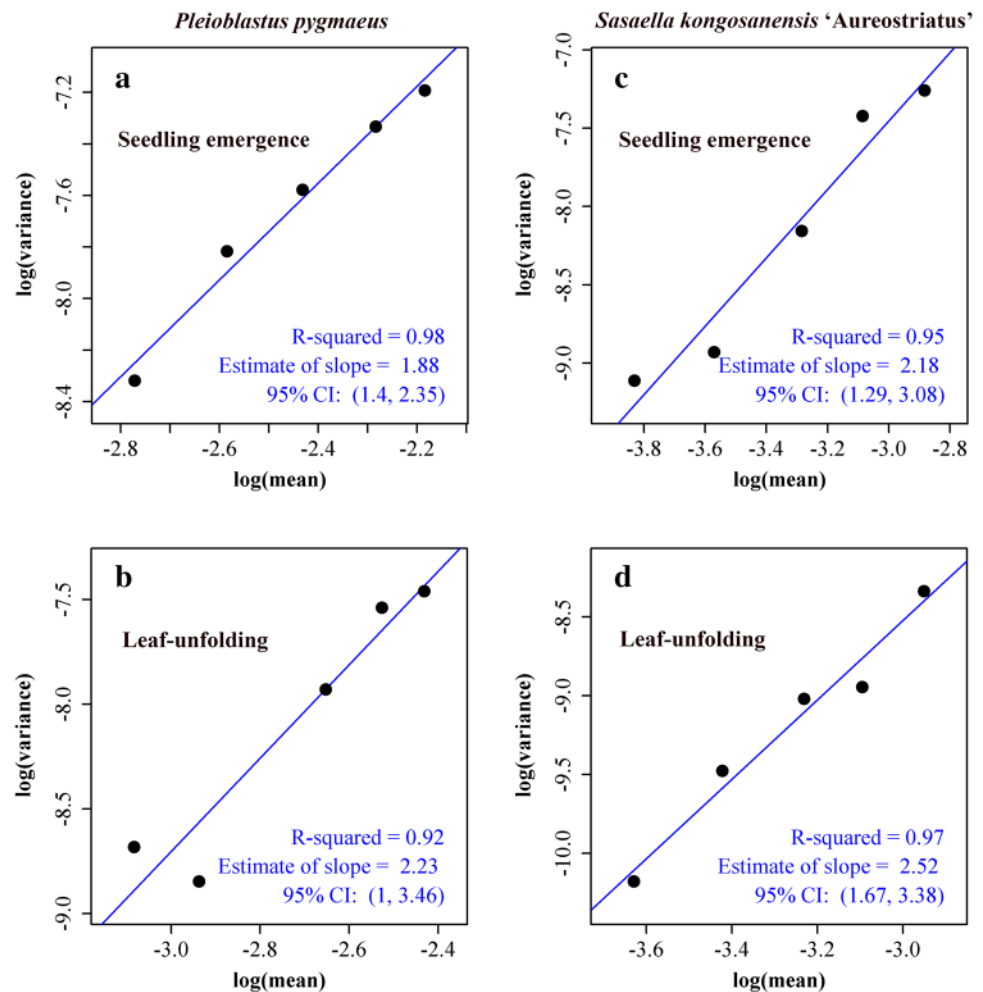 Pleioblastus pygmaeus
Sasaella kongosanensis ‘Aureostriatus’
a
Seedling emergence
log(variance)
-7.2
-7.6
-8.0
-8.4
R-squared = 0.98
Estimate of slope = 1.88
95% CI: (1.4, 2.35)
-2.8 -2.6 -2.4 -2.2
log(mean)
c
Seedling emergence
log(variance)
-7.0
-7.5
-8.0
-8.5
-9.0
R-squared = 0.95
Estimate of slope = 2.18
95% CI: (1.29, 3.08)
-3.8 -3.6 -3.4 -3.2 -3.0 -2.8
log(mean)
b
Leaf-unfolding
log(variance)
-7.5
-8.0
-8.5
-9.0
R-squared = 0.92
Estimate of slope = 2.23
95% CI: (1, 3.46)
-3.0 -2.8 -2.6 -2.4
log(mean)
d
Leaf-unfolding
log(variance)
-8.5
-9.0
-9.5
-10.0
R-squared = 0.97
Estimate of slope = 2.52
95% CI: (1.67, 3.38)
-3.6 -3.4 -3.2 -3.0
log(mean)